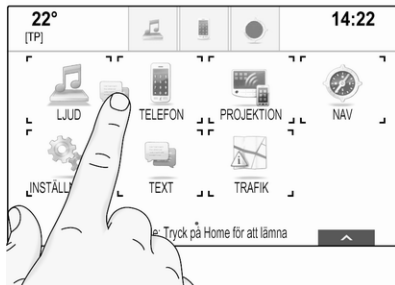 22°
14:22
[TP]
LJUD
TELEFON
PROJEKTION
NAV
TEXT
TRAFIK
Tryck på Home för att lämna